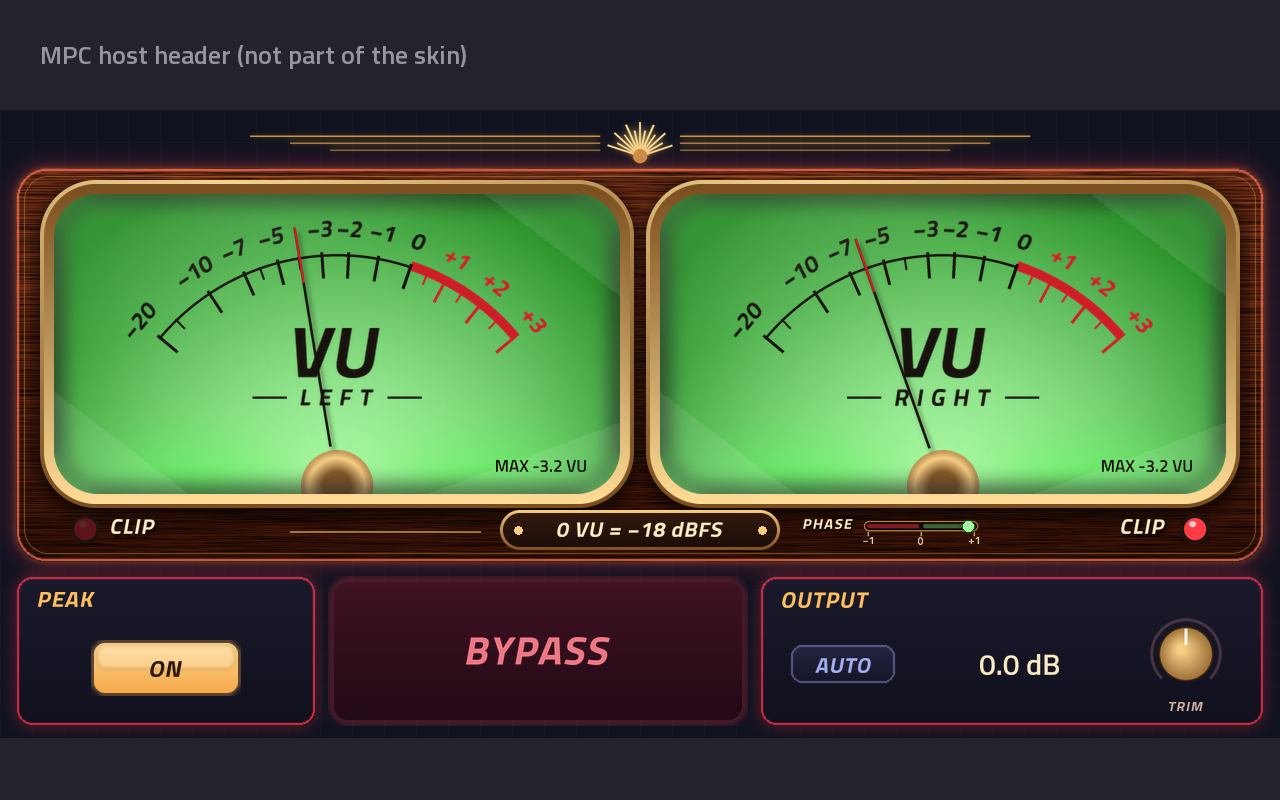 MPC host header (not part of the skin)
−20 −10 −7 −5 −3 −2 −1 0 +1 +2 +3
VU
LEFT
MAX -3.2 VU
−20 −10 −7 −5 −3 −2 −1 0 +1 +2 +3
VU
RIGHT
MAX -3.2 VU
CLIP
0 VU = −18 dBFS
PHASE
−1 0 +1
CLIP
PEAK
ON
BYPASS
OUTPUT
AUTO
0.0 dB
TRIM